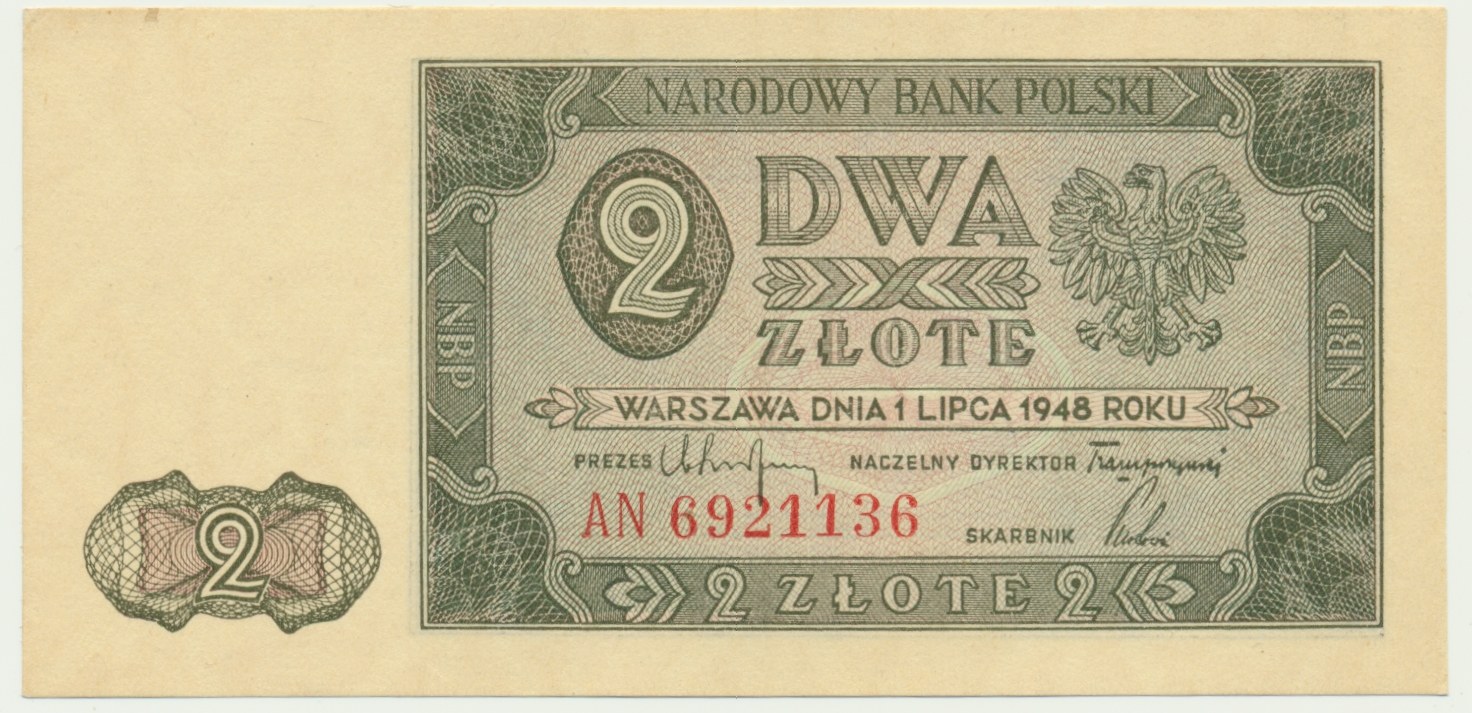 NARODOWY BANK POLSKI
2
DWA
ZŁOTE
NBP
NBP
WARSZAWA DNIA 1 LIPCA 1948 ROKU
PREZES NACZELNY DYREKTOR
AN 6921136
SKARBNIK
2
2 ZŁOTE 2